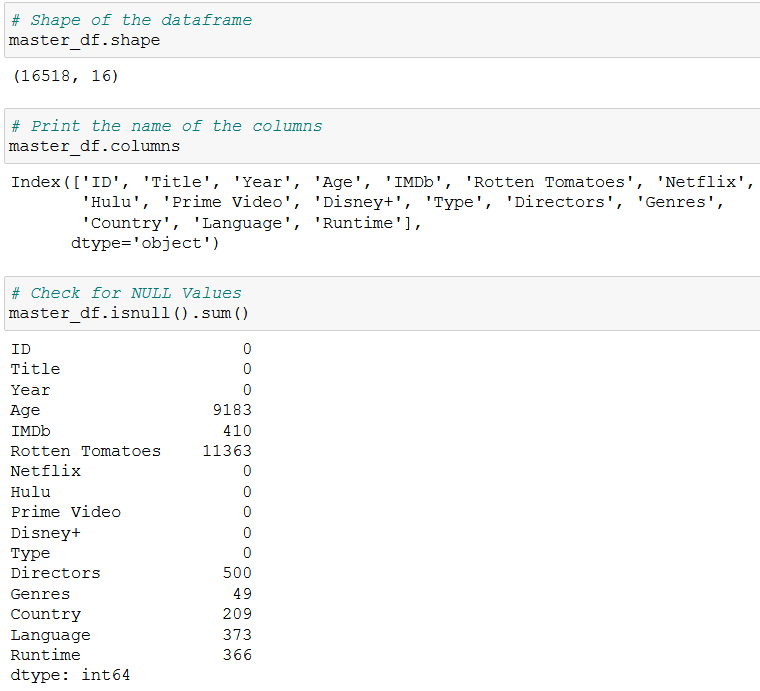 # Shape of the dataframe
master_df.shape
(16518, 16)
# Print the name of the columns
master_df.columns
Index(['ID', 'Title', 'Year', 'Age', 'IMDb', 'Rotten Tomatoes', 'Netflix',
'Hulu', 'Prime Video', 'Disney+', 'Type', 'Directors', 'Genres',
'Country', 'Language', 'Runtime'],
dtype='object')
# Check for NULL Values
master_df.isnull().sum()
ID 0
Title 0
Year 0
Age 9183
IMDb 410
Rotten Tomatoes 11363
Netflix 0
Hulu 0
Prime Video 0
Disney+ 0
Type 0
Directors 500
Genres 49
Country 209
Language 373
Runtime 366
dtype: int64